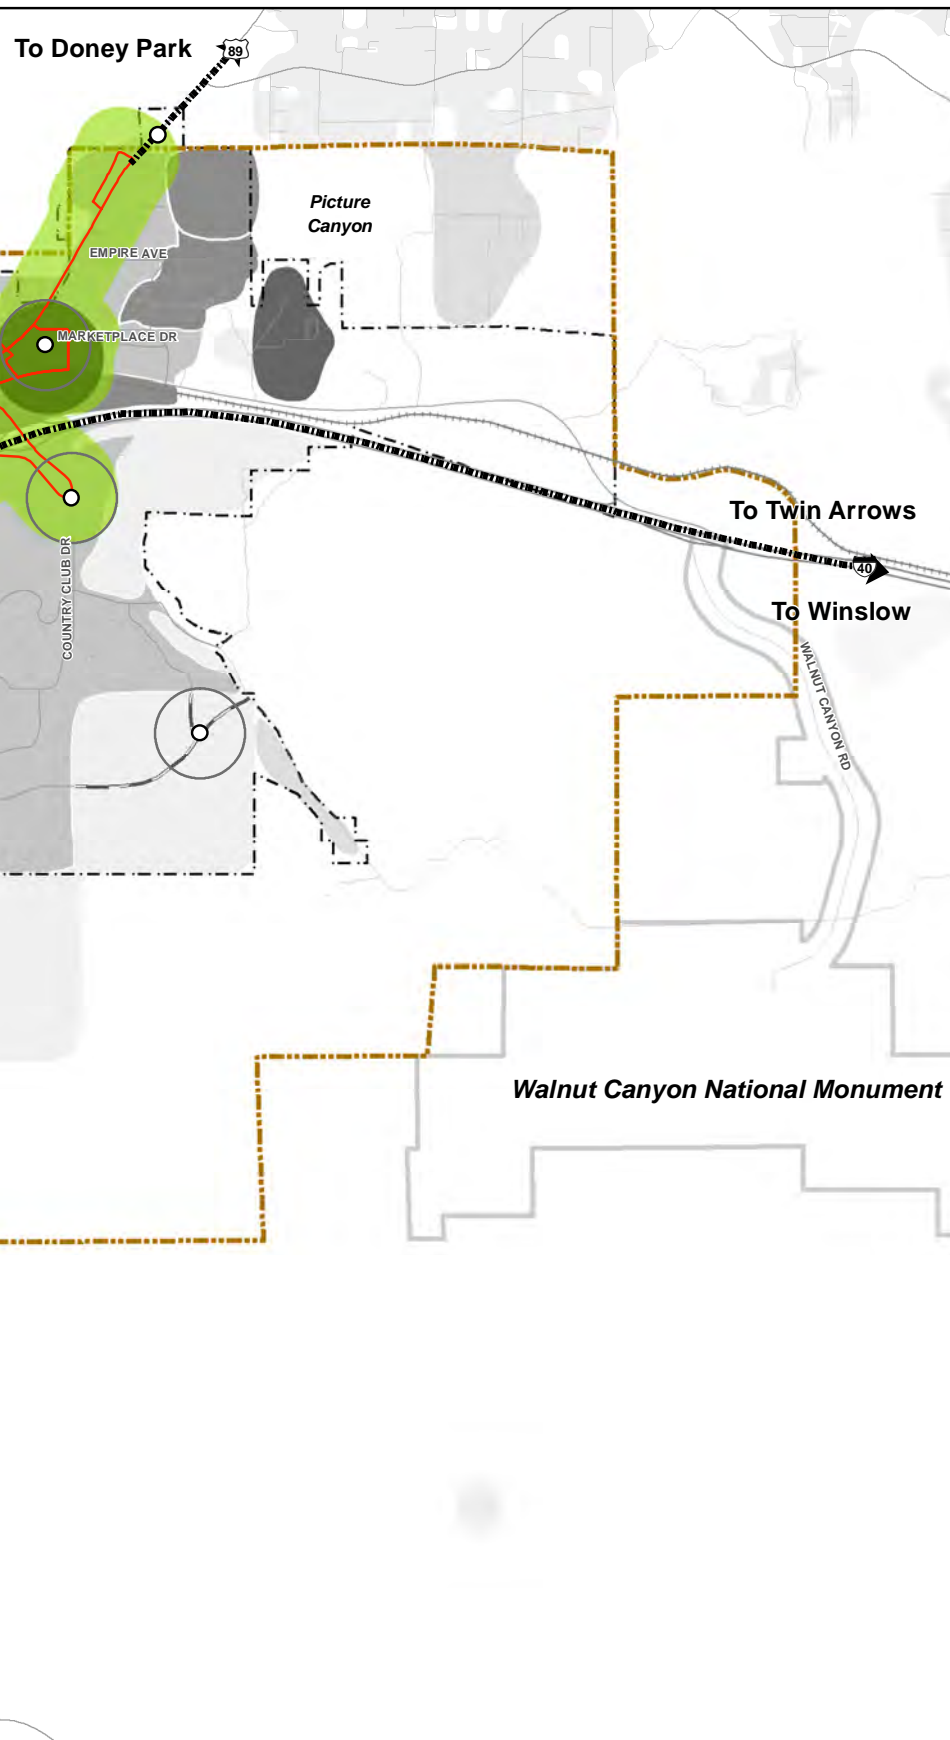 To Doney Park
89
Picture
Canyon
EMPIRE AVE
MARKETPLACE DR
To Twin Arrows
40
To Winslow
COUNTRY CLUB DR
WALNUT CANYON RD
Walnut Canyon National Monument